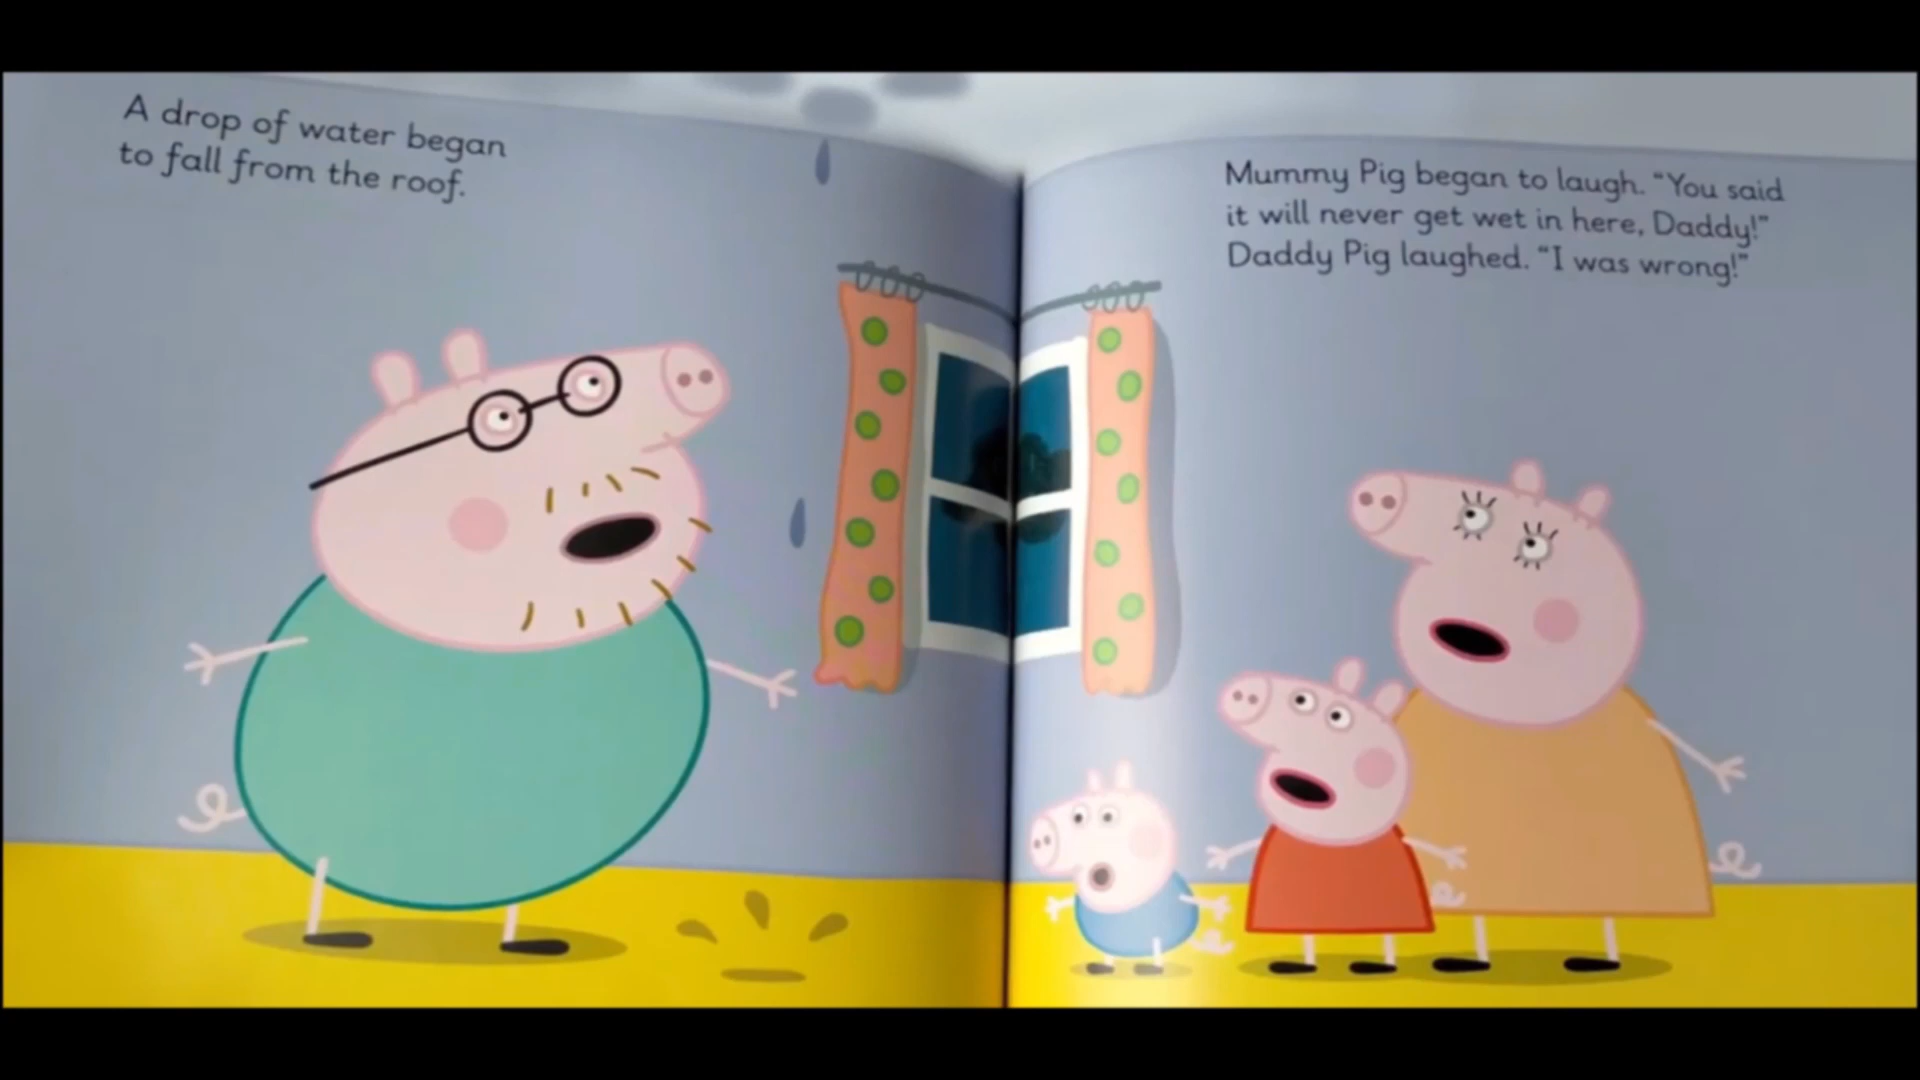 A drop of water began
to fall from the roof.
Mummy Pig began to laugh. “You said
it will never get wet in here, Daddy!”
Daddy Pig laughed. “I was wrong!”